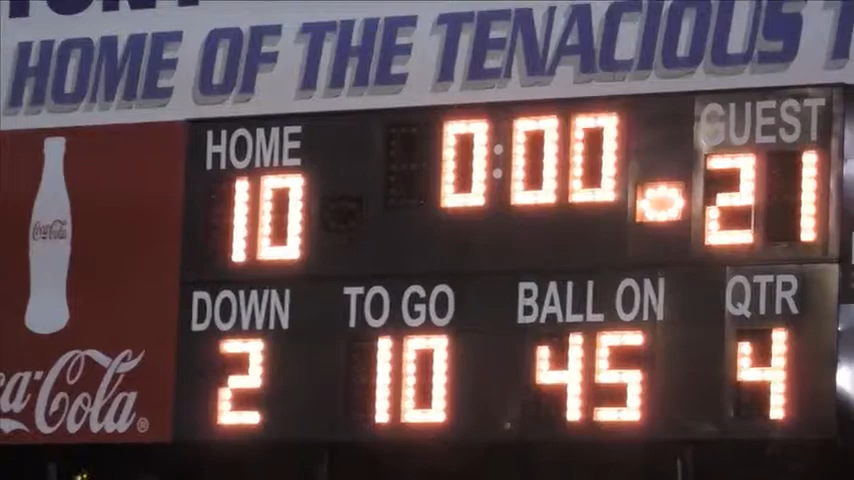 HOME OF THE TENACIOUS
HOME 10 0:00 GUEST 21
DOWN 2 TO GO 10 BALL ON 45 QTR 4
Coca-Cola
Coca-Cola®